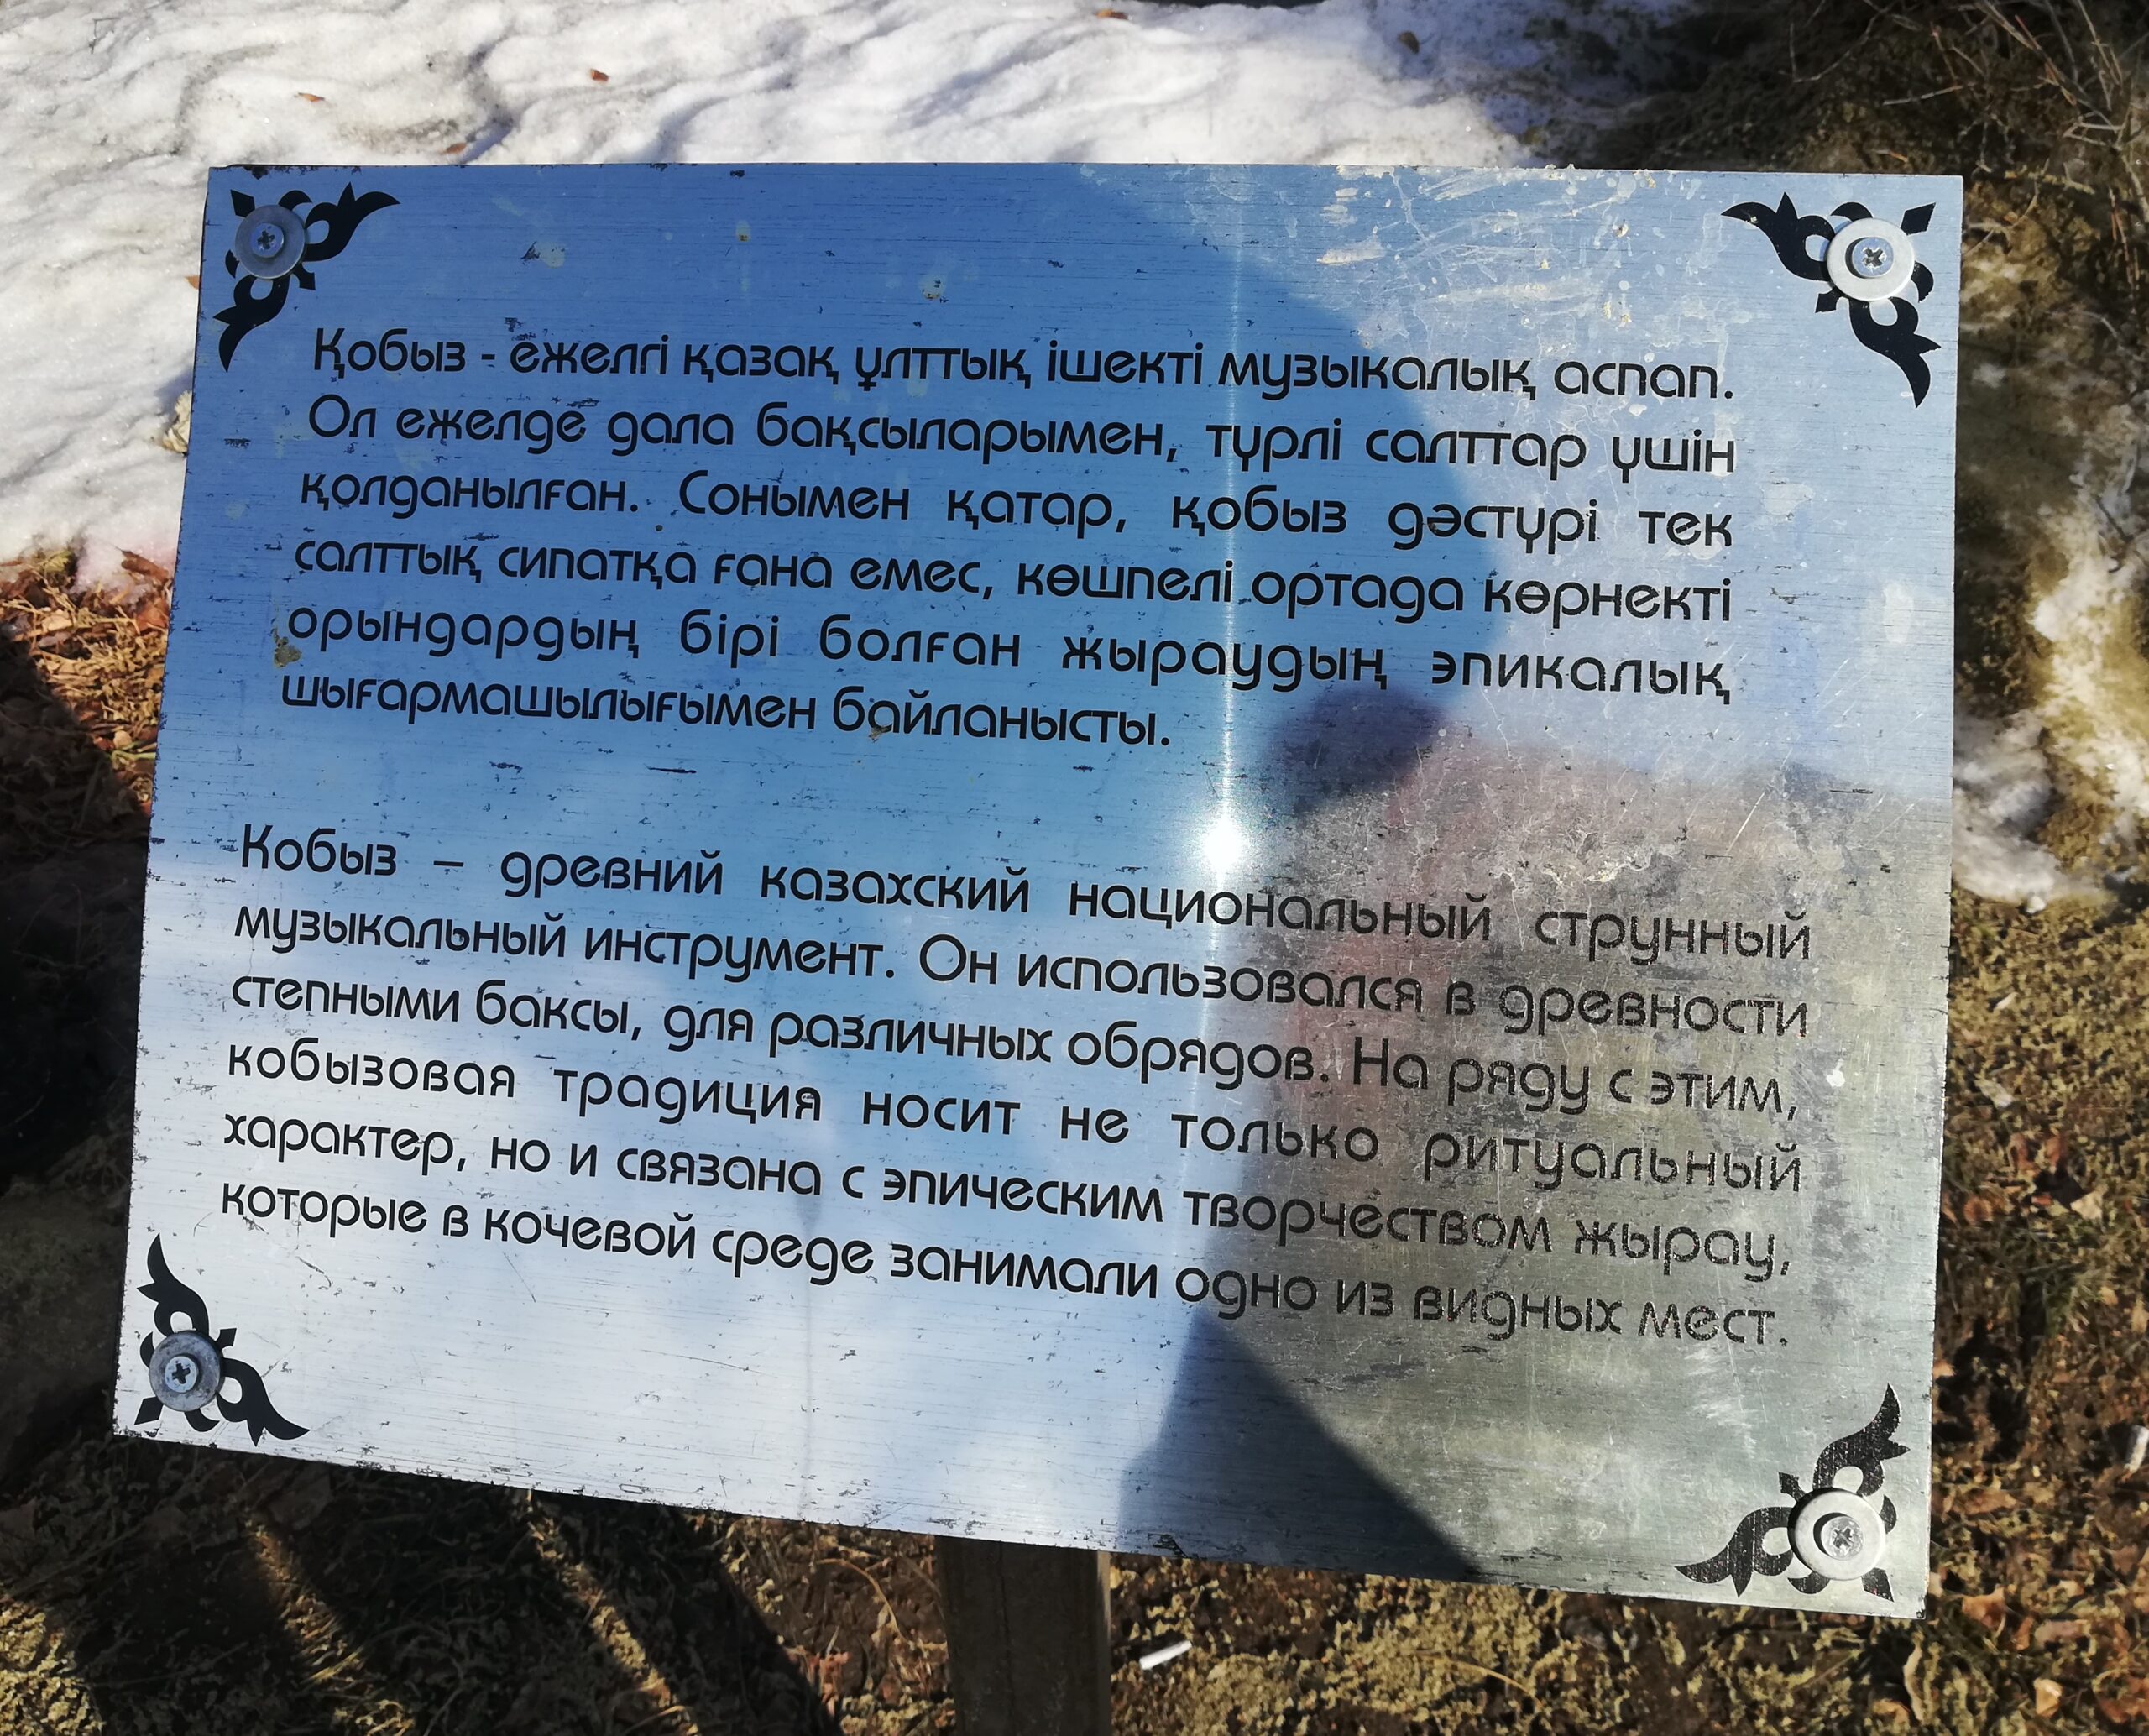 Қобыз - ежелгі қазақ ұлттық ішекті музыкалық аспап.
Ол ежелде дала бақсыларымен, түрлі салттар үшін
қолданылған. Сонымен қатар, қобыз дәстүрі тек
салттық сипатқа ғана емес, көшпелі ортада көрнекті
орындардың бірі болған жыраудың эпикалық
шығармашылығымен байланысты.
Кобыз – древний казахский национальный струнный
музыкальный инструмент. Он использовался в древности
степными баксы, для различных обрядов. На ряду с этим,
кобызовая традиция носит не только ритуальный
характер, но и связана с эпическим творчеством жырау,
которые в кочевой среде занимали одно из видных мест.